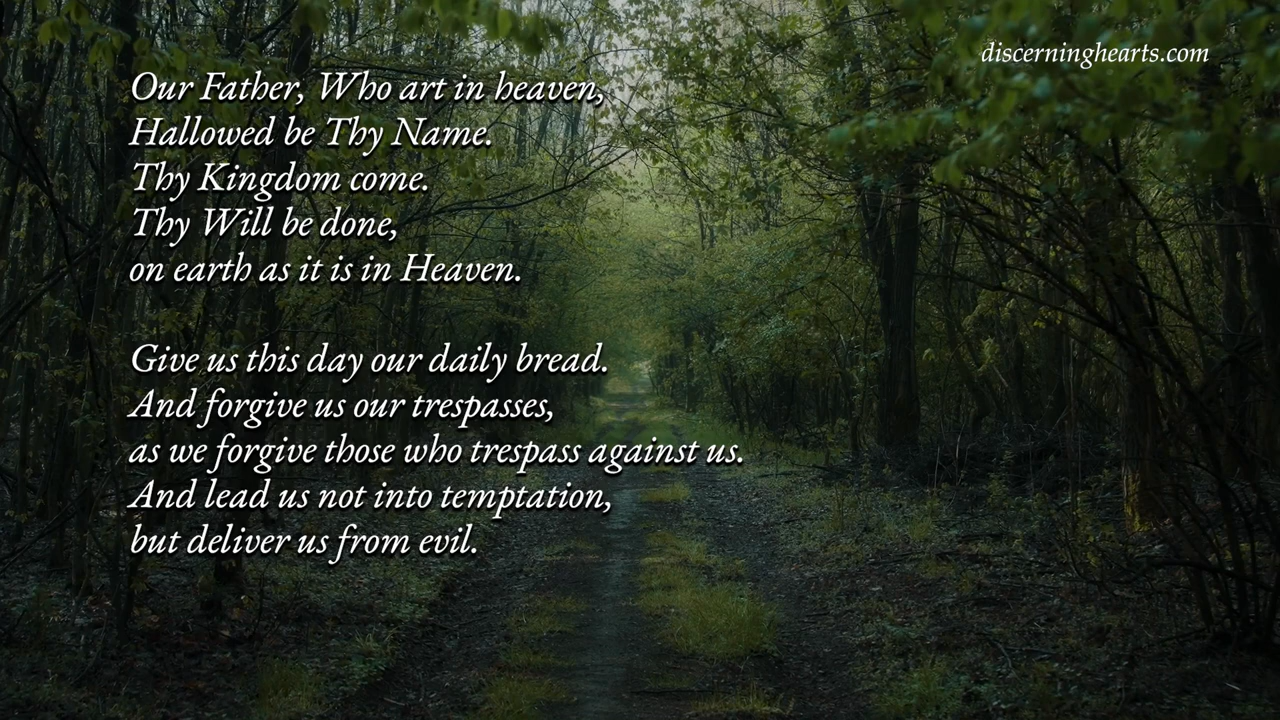 discerninghearts.com
Our Father, Who art in heaven,
Hallowed be Thy Name.
Thy Kingdom come.
Thy Will be done,
on earth as it is in Heaven.
Give us this day our daily bread.
And forgive us our trespasses,
as we forgive those who trespass against us.
And lead us not into temptation,
but deliver us from evil.